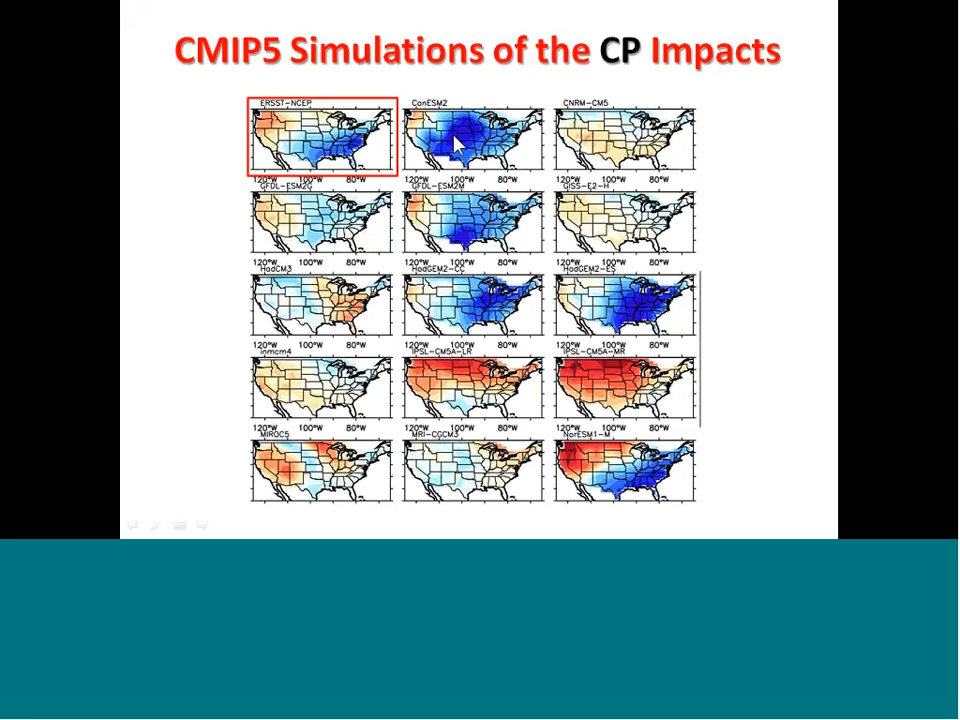 CMIP5 Simulations of the CP Impacts
ERSST-NCEP CanESM2 CNRM-CM5
120°W 100°W 80°W 120°W 100°W 80°W 120°W 100°W 80°W
GFDL-ESM2G GFDL-ESM2M GISS-E2-H
120°W 100°W 80°W 120°W 100°W 80°W 120°W 100°W 80°W
HadCM3 HadGEM2-CC HadGEM2-ES
120°W 100°W 80°W 120°W 100°W 80°W 120°W 100°W 80°W
inmcm4 IPSL-CM5A-LR IPSL-CM5A-MR
120°W 100°W 80°W 120°W 100°W 80°W 120°W 100°W 80°W
MIROC5 MRI-CGCM3 NorESM1-M